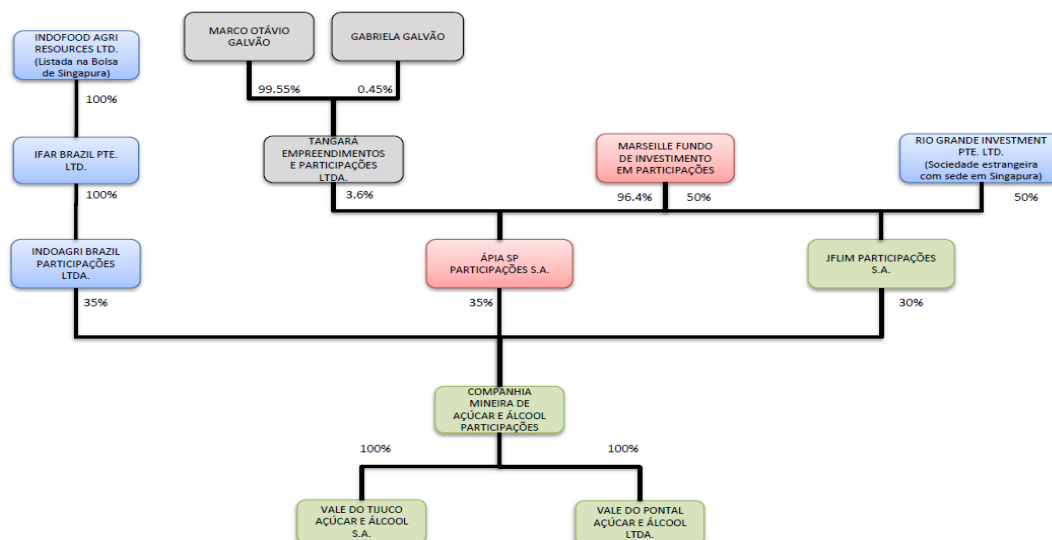 MARCO OTÁVIO
GALVÃO
GABRIELA GALVÃO
INDOFOOD AGRI
RESOURCES LTD.
(Listada na Bolsa
de Singapura)
99.55%
0.45%
100%
IFAR BRAZIL PTE.
LTD.
TANGARÁ
EMPREENDIMENTOS
E PARTICIPAÇÕES
LTDA.
MARSEILLE FUNDO
DE INVESTIMENTO
EM PARTICIPAÇÕES
RIO GRANDE INVESTMENT
PTE. LTD.
(Sociedade estrangeira
com sede em Singapura)
100%
3.6%
96.4%
50%
50%
INDOAGRI BRAZIL
PARTICIPAÇÕES
LTDA.
ÁPIA SP
PARTICIPAÇÕES S.A.
JFLIM PARTICIPAÇÕES
S.A.
35%
35%
30%
COMPANHIA
MINEIRA DE
AÇÚCAR E ÁLCOOL
PARTICIPAÇÕES
100%
100%
VALE DO TIJUCO
AÇÚCAR E ÁLCOOL
S.A.
VALE DO PONTAL
AÇÚCAR E ÁLCOOL
LTDA.